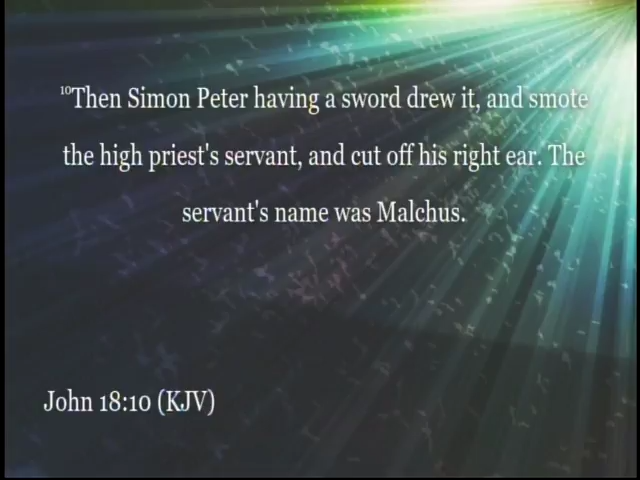 10Then Simon Peter having a sword drew it, and smote
the high priest's servant, and cut off his right ear. The
servant's name was Malchus.
John 18:10 (KJV)